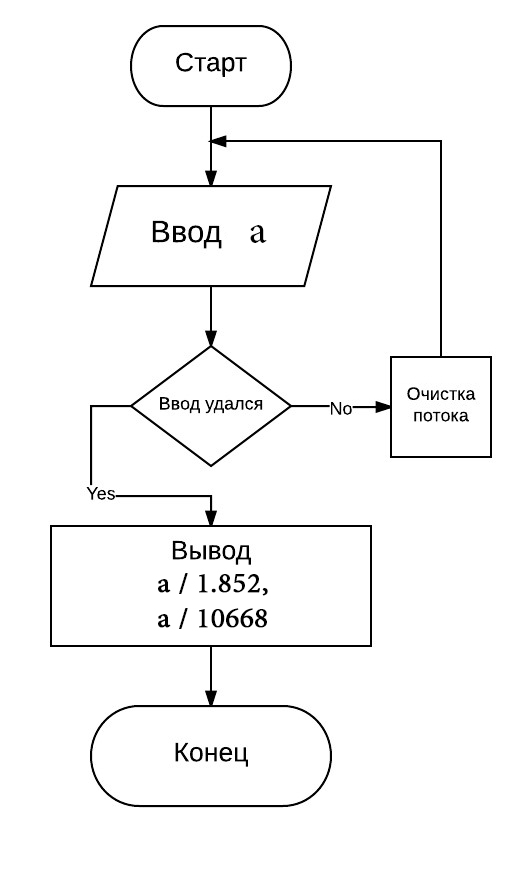 Старт
Ввод a
Ввод удался
No
Очистка
потока
Yes
Вывод
a / 1.852,
a / 10668
Конец